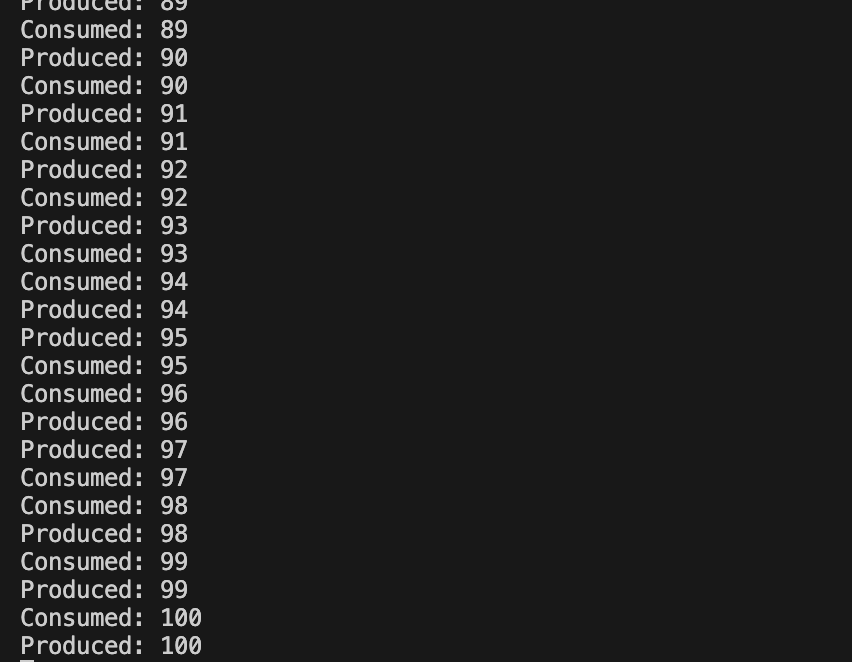 Produced: 89
Consumed: 89
Produced: 90
Consumed: 90
Produced: 91
Consumed: 91
Produced: 92
Consumed: 92
Produced: 93
Consumed: 93
Consumed: 94
Produced: 94
Produced: 95
Consumed: 95
Consumed: 96
Produced: 96
Produced: 97
Consumed: 97
Consumed: 98
Produced: 98
Consumed: 99
Produced: 99
Consumed: 100
Produced: 100